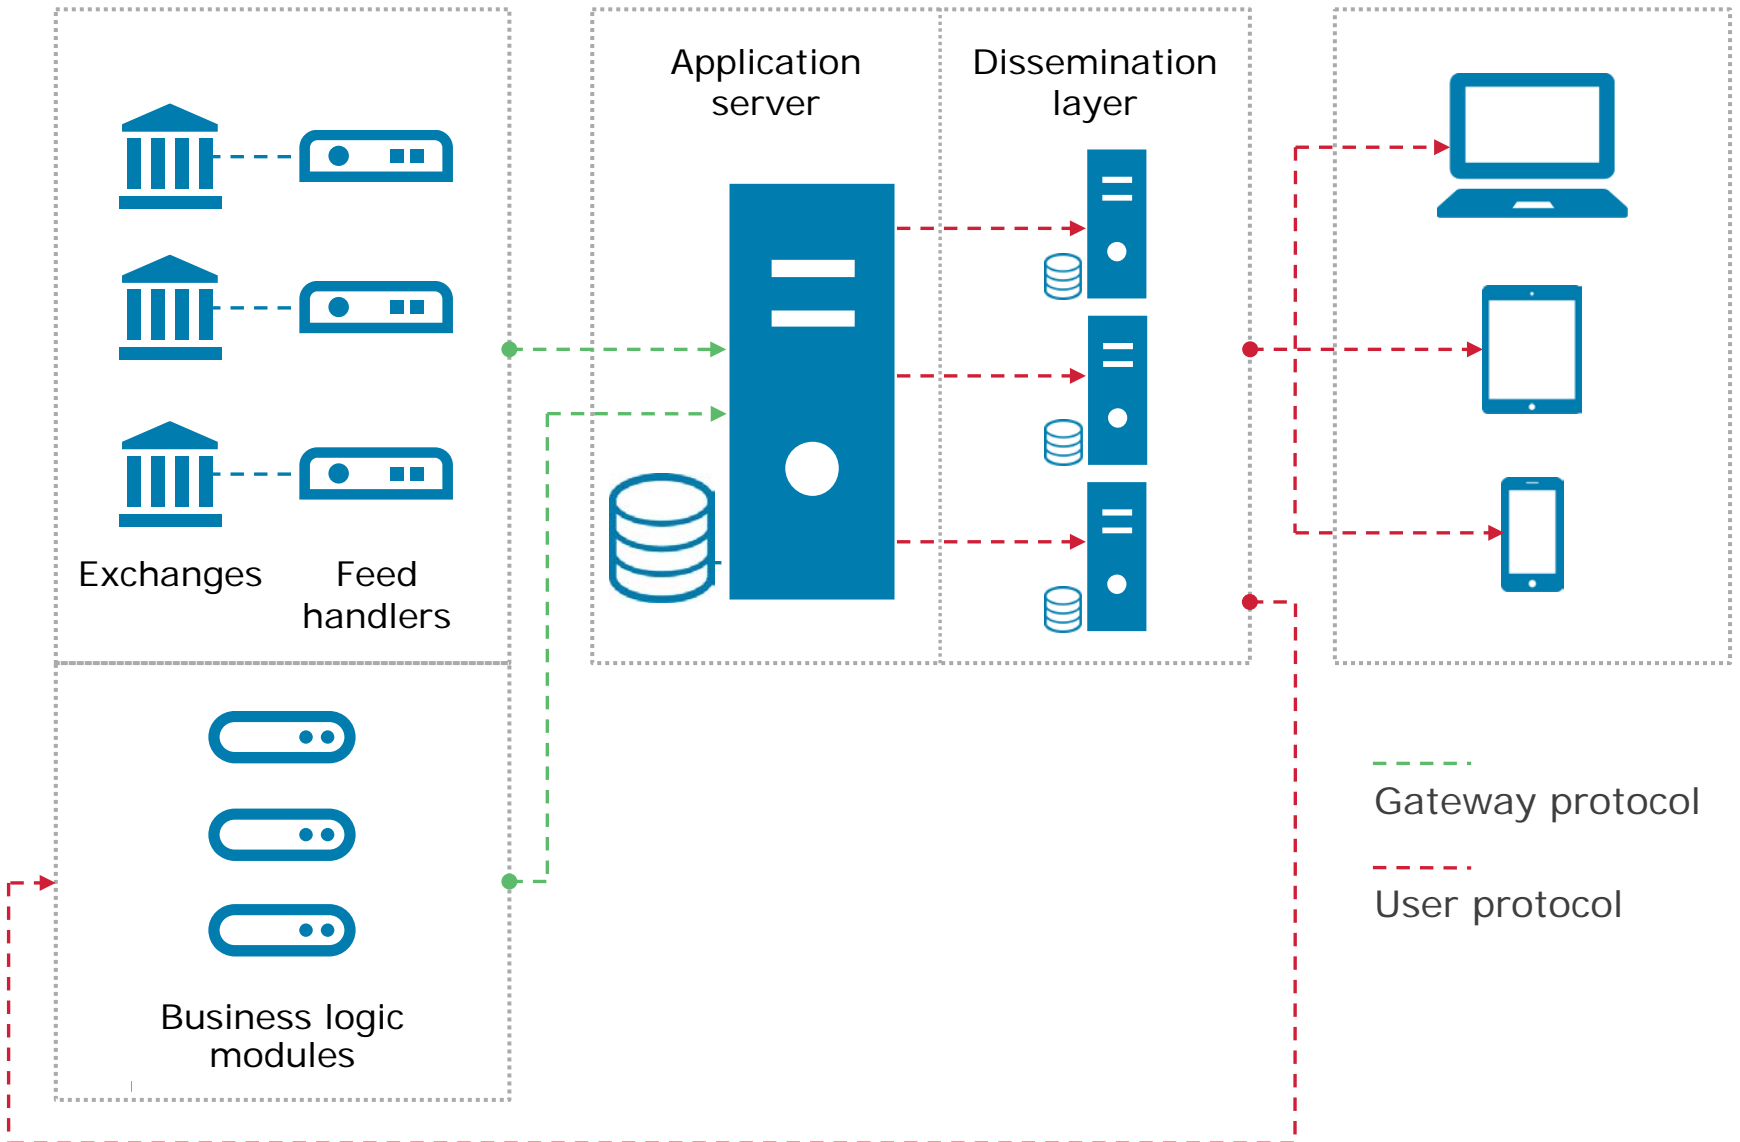 Application
server
Dissemination
layer
Exchanges
Feed
handlers
Business logic
modules
Gateway protocol
User protocol